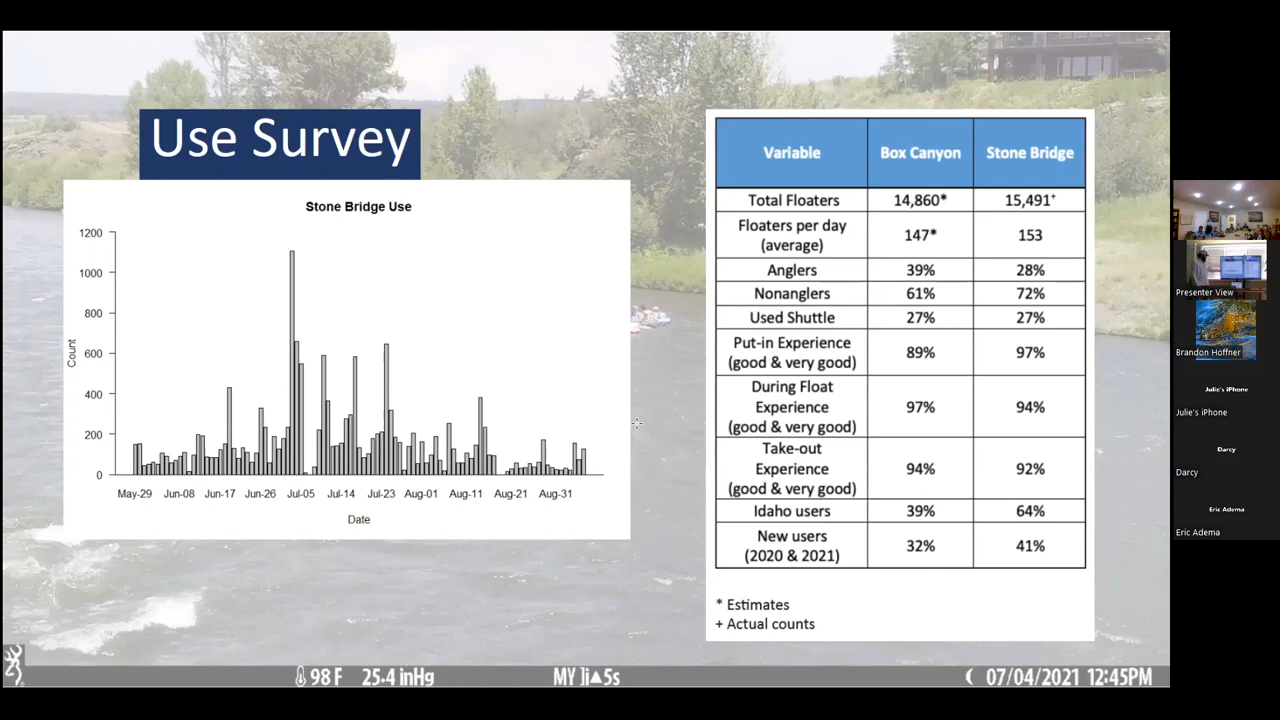 Use Survey
Stone Bridge Use
Count
1200
1000
800
600
400
200
0
May-29 Jun-08 Jun-17 Jun-26 Jul-05 Jul-14 Jul-23 Aug-01 Aug-11 Aug-21 Aug-31
Date
Variable Box Canyon Stone Bridge
Total Floaters 14,860* 15,491+
Floaters per day
(average) 147* 153
Anglers 39% 28%
Nonanglers 61% 72%
Used Shuttle 27% 27%
Put-in Experience
(good & very good) 89% 97%
During Float
Experience
(good & very good) 97% 94%
Take-out
Experience
(good & very good) 94% 92%
Idaho users 39% 64%
New users
(2020 & 2021) 32% 41%
* Estimates
+ Actual counts
98 F 25.4 inHg 07/04/2021 12:45PM
Presenter View
Brandon Hoffner
Julie's iPhone
Julie's iPhone
Darcy
Darcy
Eric Adema
Eric Adema